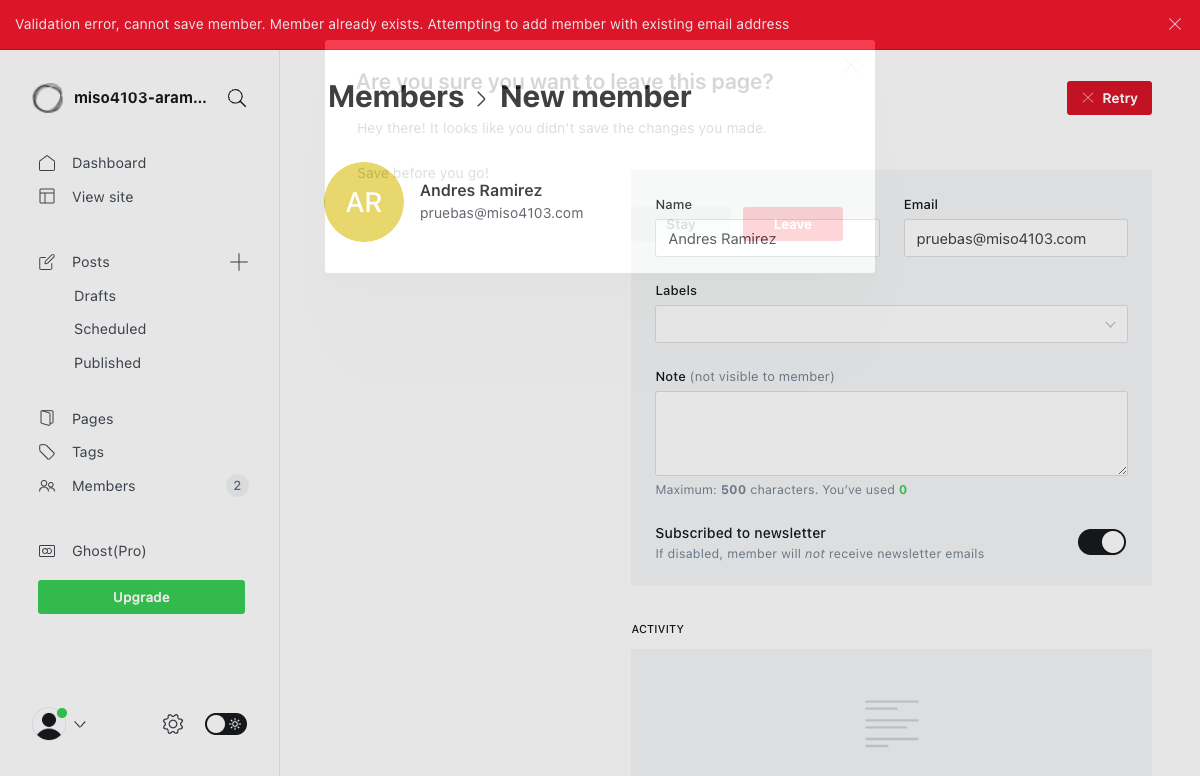 Validation error, cannot save member. Member already exists. Attempting to add member with existing email address
miso4103-aram...
Dashboard
View site
Posts
Drafts
Scheduled
Published
Pages
Tags
Members 2
Ghost(Pro)
Upgrade
Are you sure you want to leave this page?
Members > New member
Retry
Hey there! It looks like you didn't save the changes you made.
Save before you go!
AR
Andres Ramirez
pruebas@miso4103.com
Stay
Leave
Name
Andres Ramirez
Email
pruebas@miso4103.com
Labels
Note (not visible to member)
Maximum: 500 characters. You've used 0
Subscribed to newsletter
If disabled, member will not receive newsletter emails
ACTIVITY